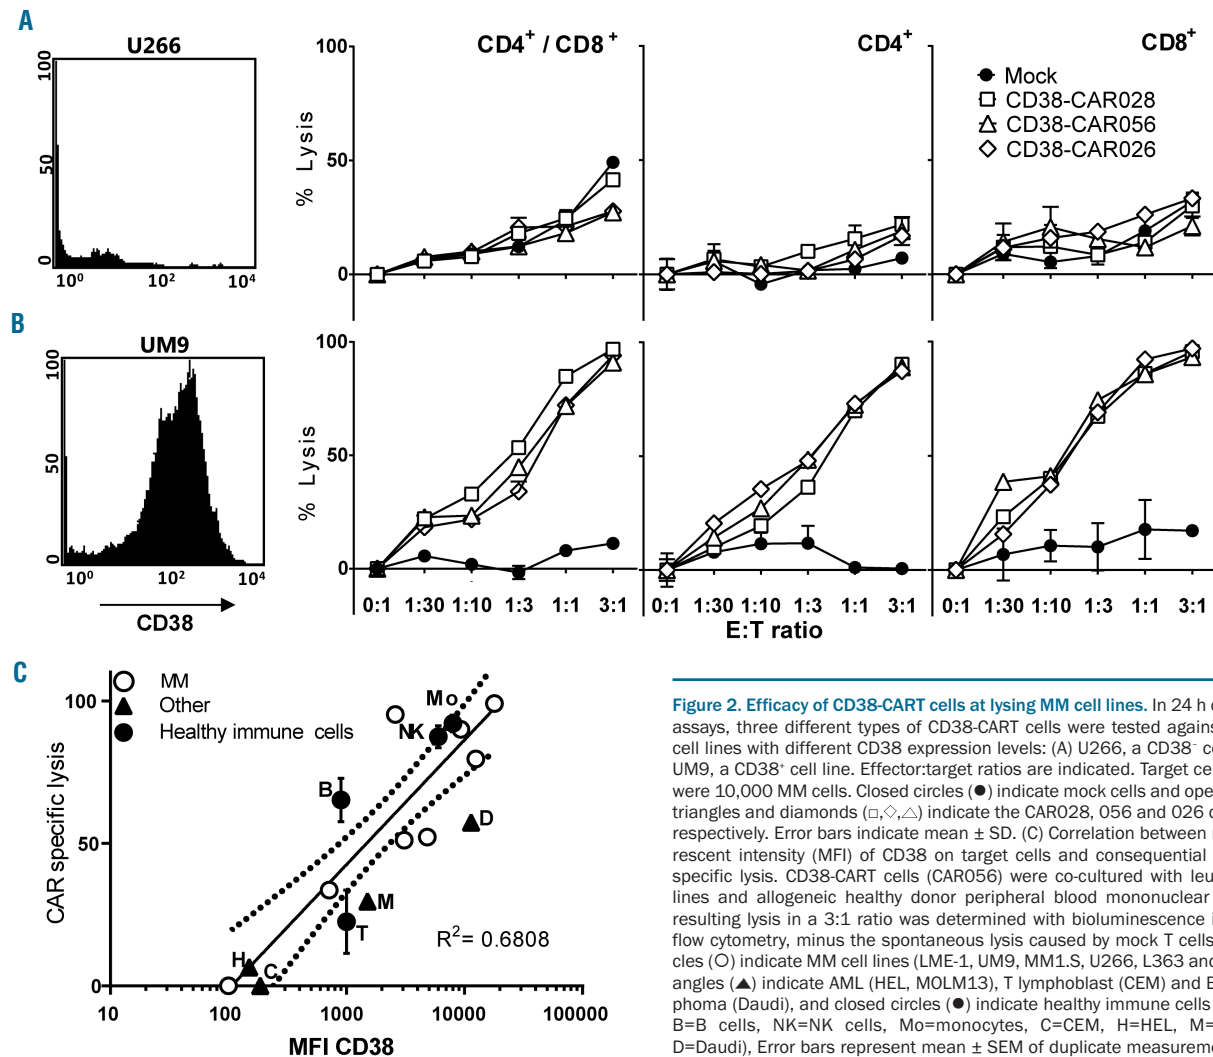 A
U266
100
50
0
10⁰ 10² 10⁴
% Lysis
100
50
0
CD4⁺ / CD8⁺
CD4⁺
CD8⁺
Mock
CD38-CAR028
CD38-CAR056
CD38-CAR026
B
UM9
100
50
0
10⁰ 10² 10⁴
CD38
% Lysis
100
50
0
0:1 1:30 1:10 1:3 1:1 3:1
0:1 1:30 1:10 1:3 1:1 3:1
0:1 1:30 1:10 1:3 1:1 3:1
E:T ratio
C
MM
Other
Healthy immune cells
CAR specific lysis
100
50
0
Mo
NK
B
D
M
T
H
C
R²= 0.6808
10 100 1000 10000 100000
MFI CD38
Figure 2. Efficacy of CD38-CART cells at lysing MM cell lines. In 24 h
assays, three different types of CD38-CART cells were tested agains
cell lines with different CD38 expression levels: (A) U266, a CD38⁻ c
UM9, a CD38⁺ cell line. Effector:target ratios are indicated. Target ce
were 10,000 MM cells. Closed circles (●) indicate mock cells and ope
triangles and diamonds (□,◇,△) indicate the CAR028, 056 and 026
respectively. Error bars indicate mean ± SD. (C) Correlation between
rescent intensity (MFI) of CD38 on target cells and consequential
specific lysis. CD38-CART cells (CAR056) were co-cultured with leu
lines and allogeneic healthy donor peripheral blood mononuclear
resulting lysis in a 3:1 ratio was determined with bioluminescence i
flow cytometry, minus the spontaneous lysis caused by mock T cells
cles (○) indicate MM cell lines (LME-1, UM9, MM1.S, U266, L363 and
angles (▲) indicate AML (HEL, MOLM13), T lymphoblast (CEM) and B
phoma (Daudi), and closed circles (●) indicate healthy immune cells
B=B cells, NK=NK cells, Mo=monocytes, C=CEM, H=HEL, M=
D=Daudi), Error bars represent mean ± SEM of duplicate measureme